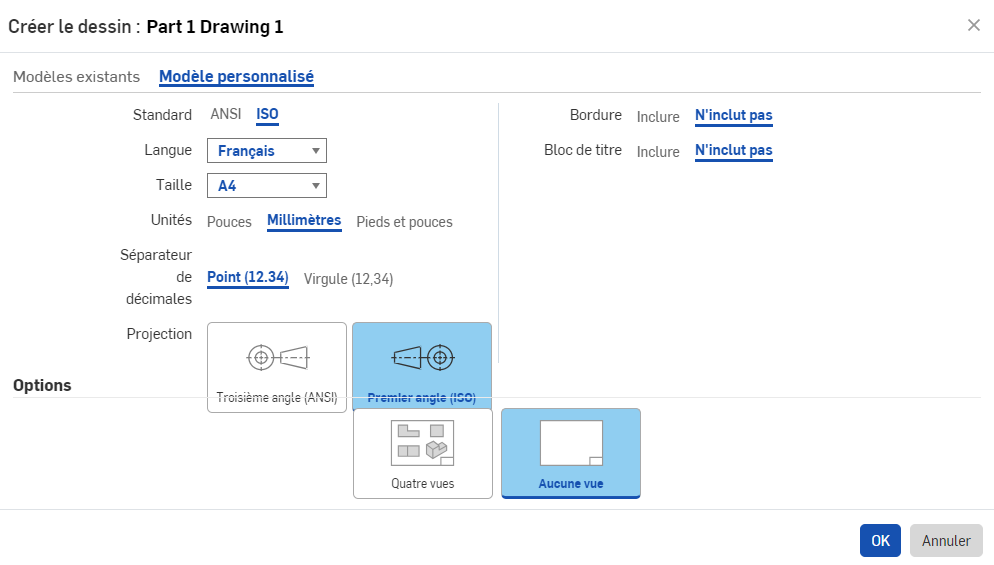 Créer le dessin : Part 1 Drawing 1
Modèles existants Modèle personnalisé
Standard ANSI ISO
Langue Français
Taille A4
Unités Pouces Millimètres Pieds et pouces
Séparateur
de
décimales
Point (12.34) Virgule (12,34)
Projection
Troisième angle (ANSI) Premier angle (ISO)
Bordure Inclure N'inclut pas
Bloc de titre Inclure N'inclut pas
Options
Quatre vues Aucune vue
OK Annuler